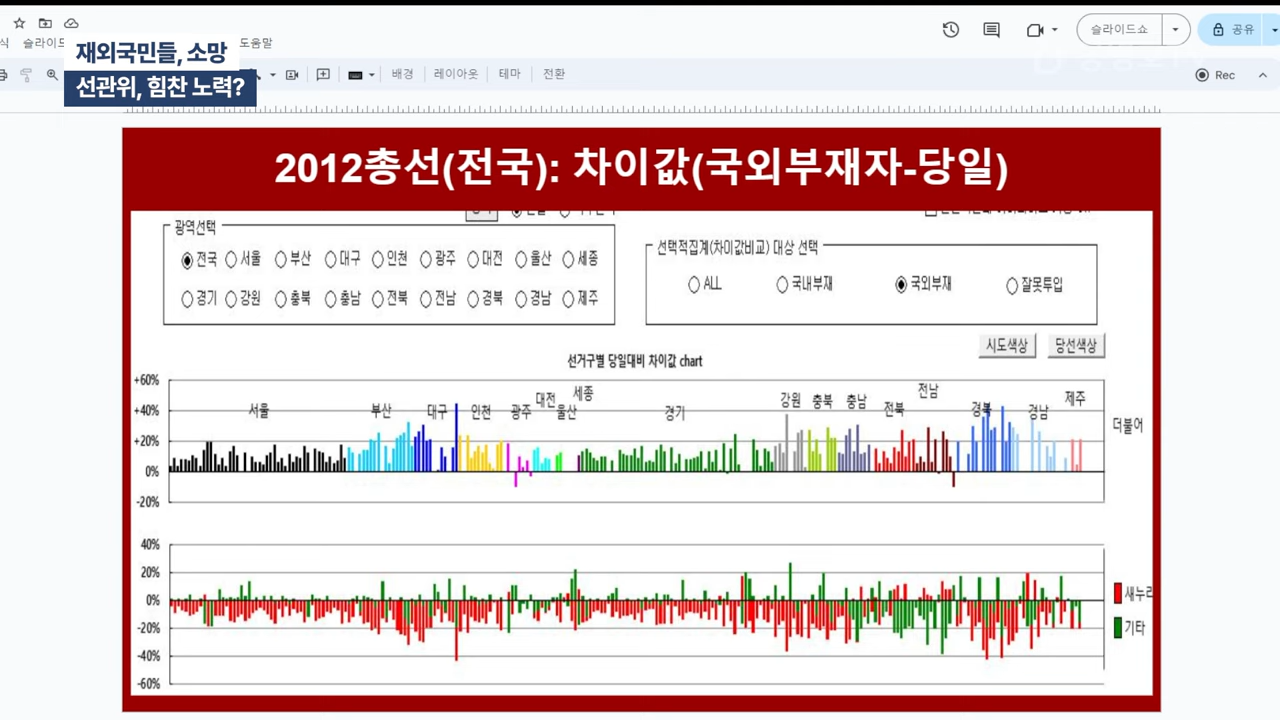 재외국민들, 소망
선관위, 힘찬 노력?
식 슬라이드 도움말
슬라이드쇼
공유
배경 레이아웃 테마 전환
Rec
2012총선(전국): 차이값(국외부재자-당일)
광역선택
전국 서울 부산 대구 인천 광주 대전 울산 세종
경기 강원 충북 충남 전북 전남 경북 경남 제주
선택적집계(차이값비교) 대상 선택
ALL 국내부재 국외부재 잘못투입
시도색상 당선색상
선거구별 당일대비 차이값 chart
+60%
+40%
+20%
0%
-20%
서울 부산 대구 인천 광주 대전 울산 세종 경기 강원 충북 충남 전북 전남 경북 경남 제주
더불어
40%
20%
0%
-20%
-40%
-60%
새누리
기타